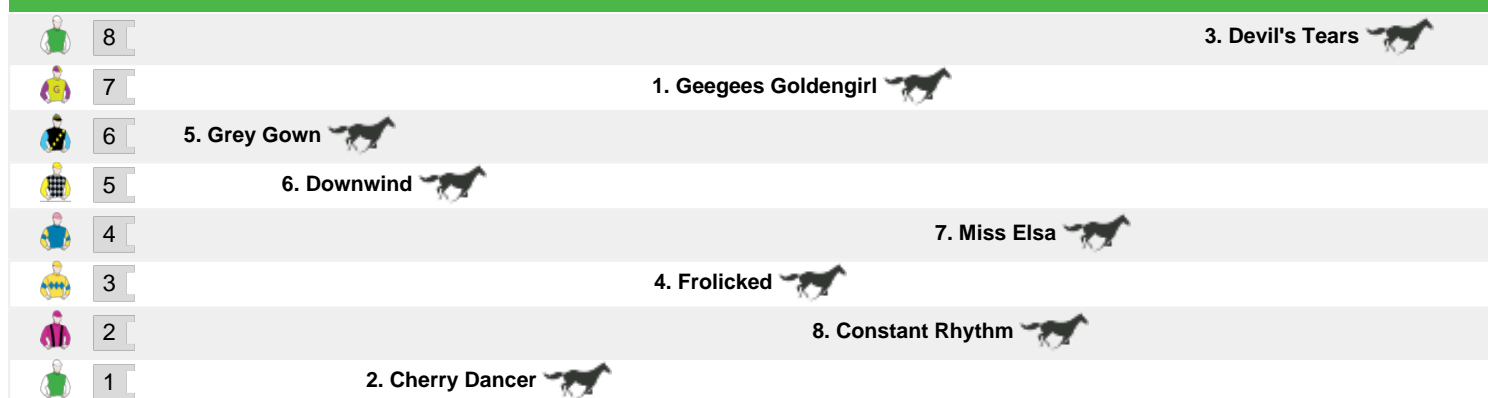 8 3. Devil's Tears
7 1. Geegees Goldengirl
6 5. Grey Gown
5 6. Downwind
4 7. Miss Elsa
3 4. Frolicked
2 8. Constant Rhythm
1 2. Cherry Dancer